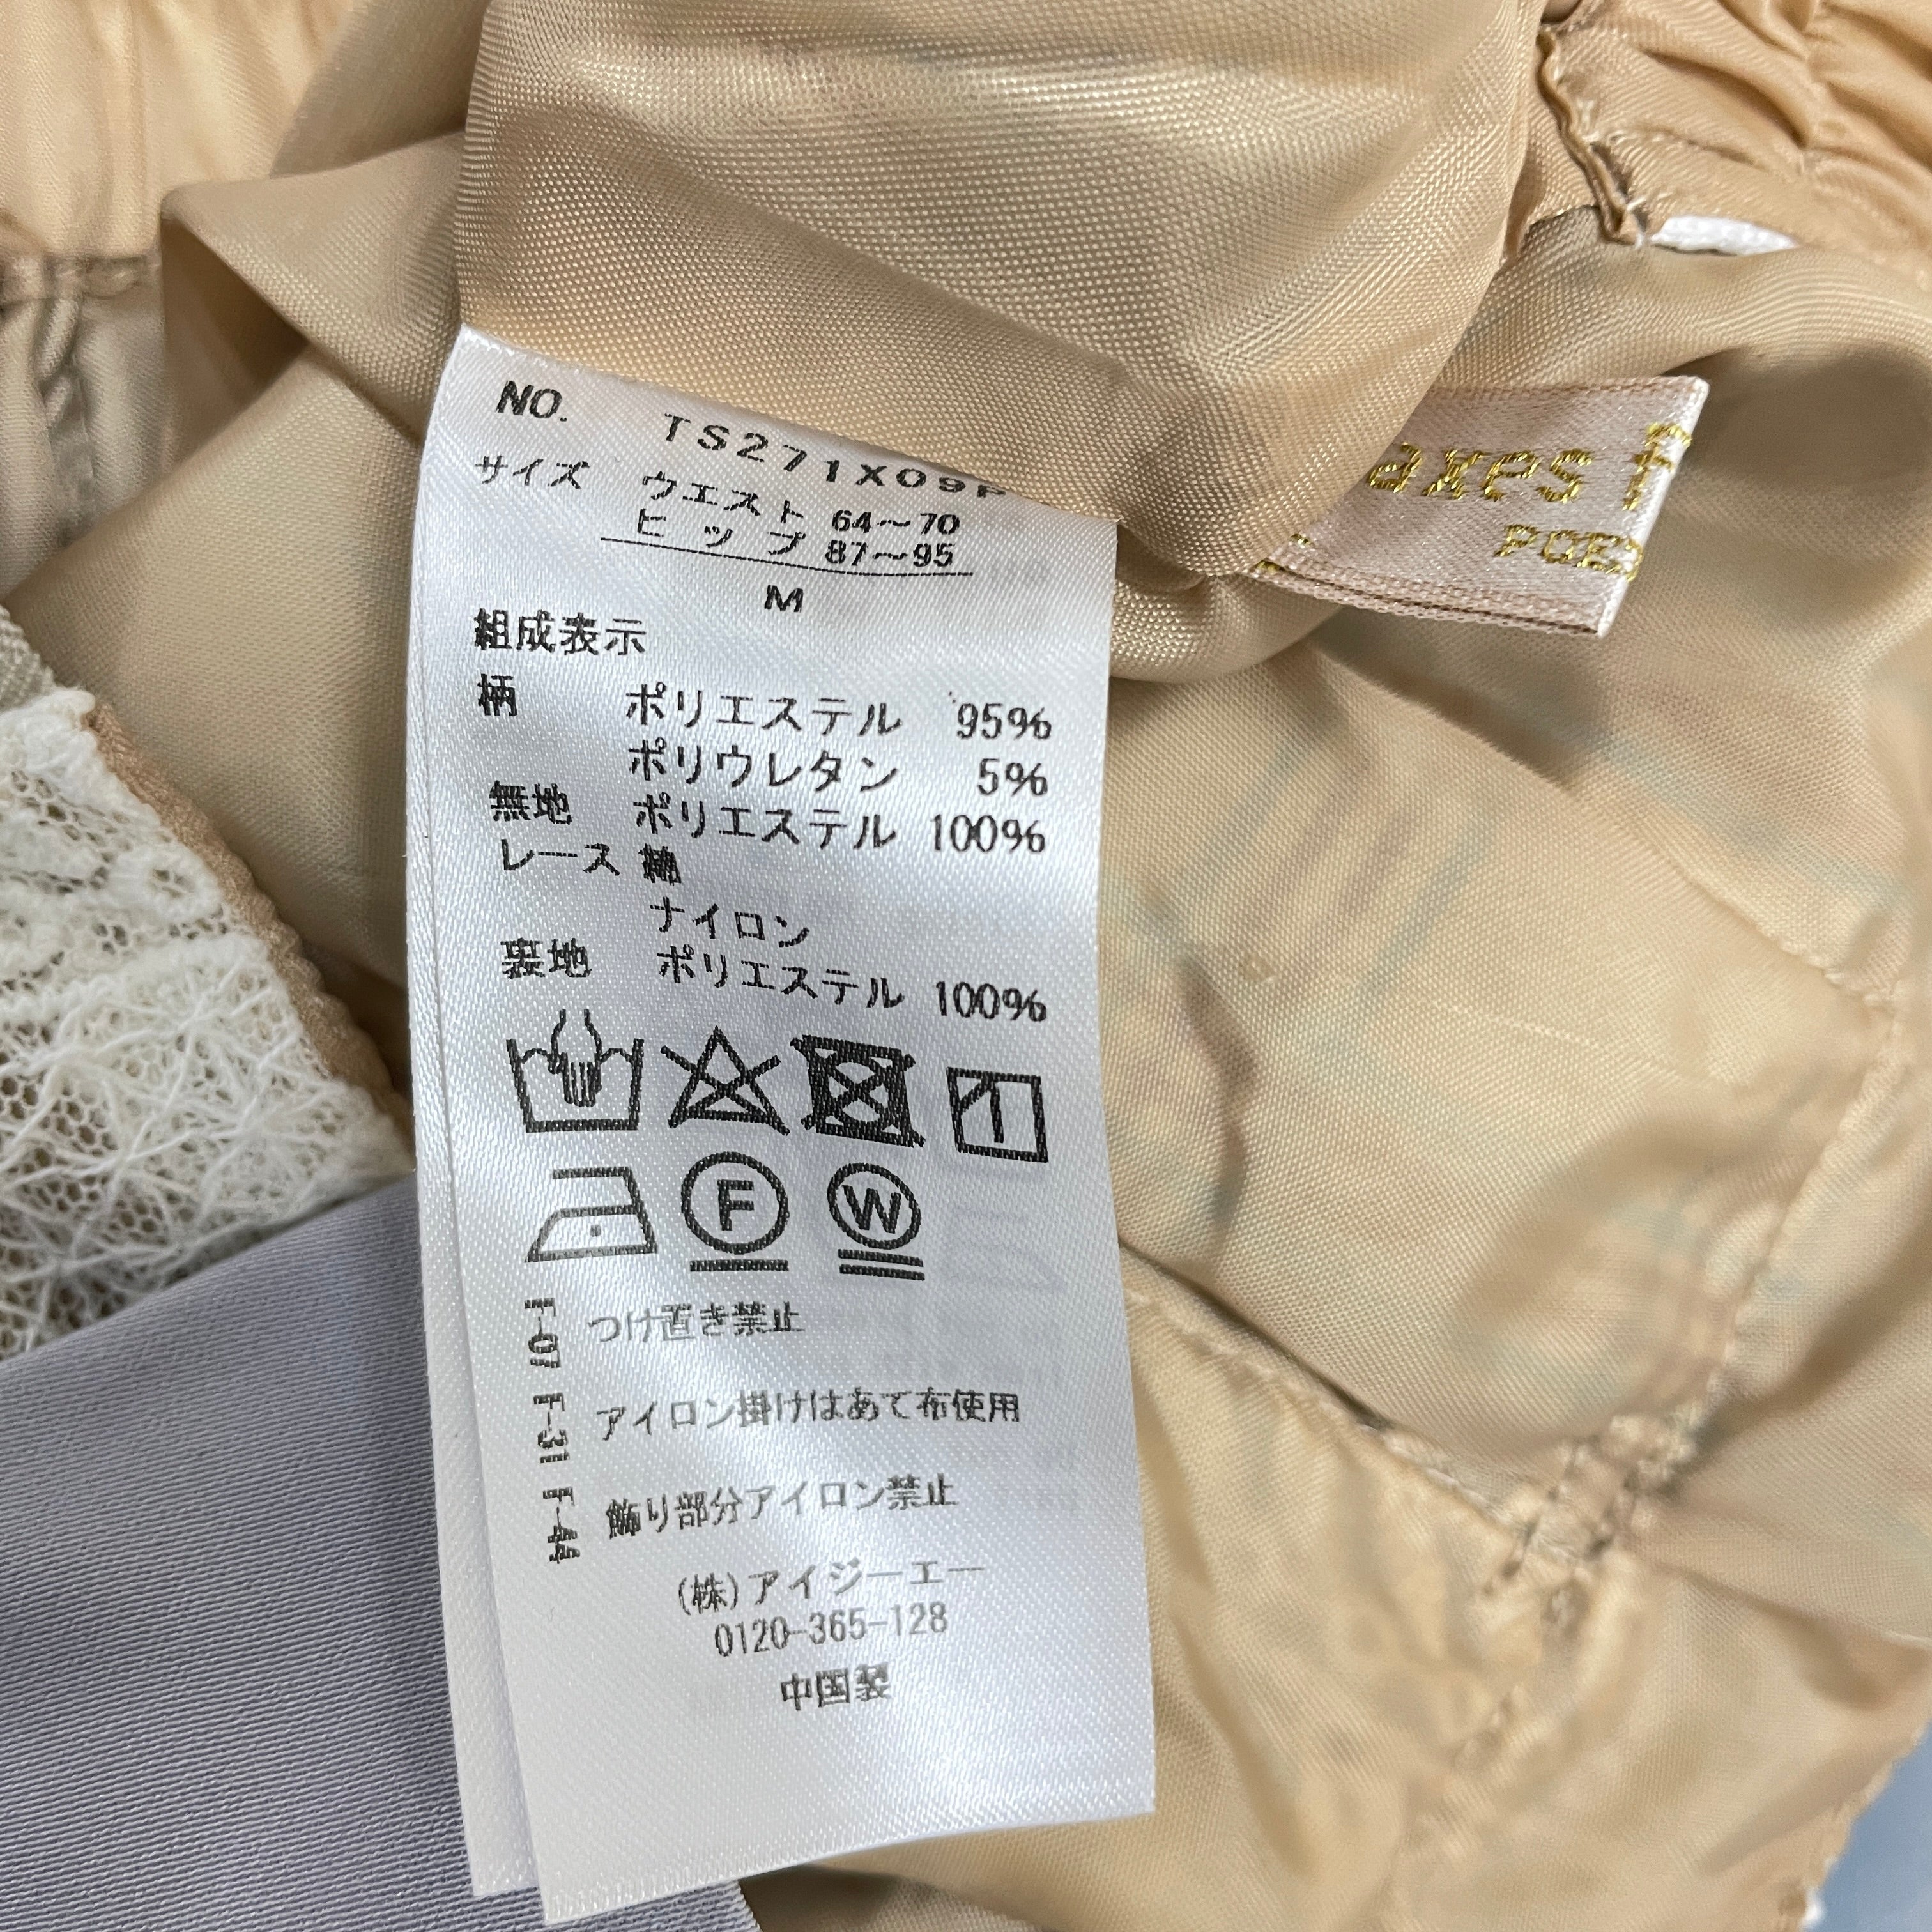 NO. TS271X09P
サイズ ウエスト 64～70
ヒップ 87～95
M
組成表示
柄 ポリエステル 95%
ポリウレタン 5%
無地 ポリエステル 100%
レース 綿
ナイロン
裏地 ポリエステル 100%
F
W
F-07 つけ置き禁止
F-31 アイロン掛けはあて布使用
F-44 飾り部分アイロン禁止
(株)アイジーエー
0120-365-128
中国製
axes f
POE